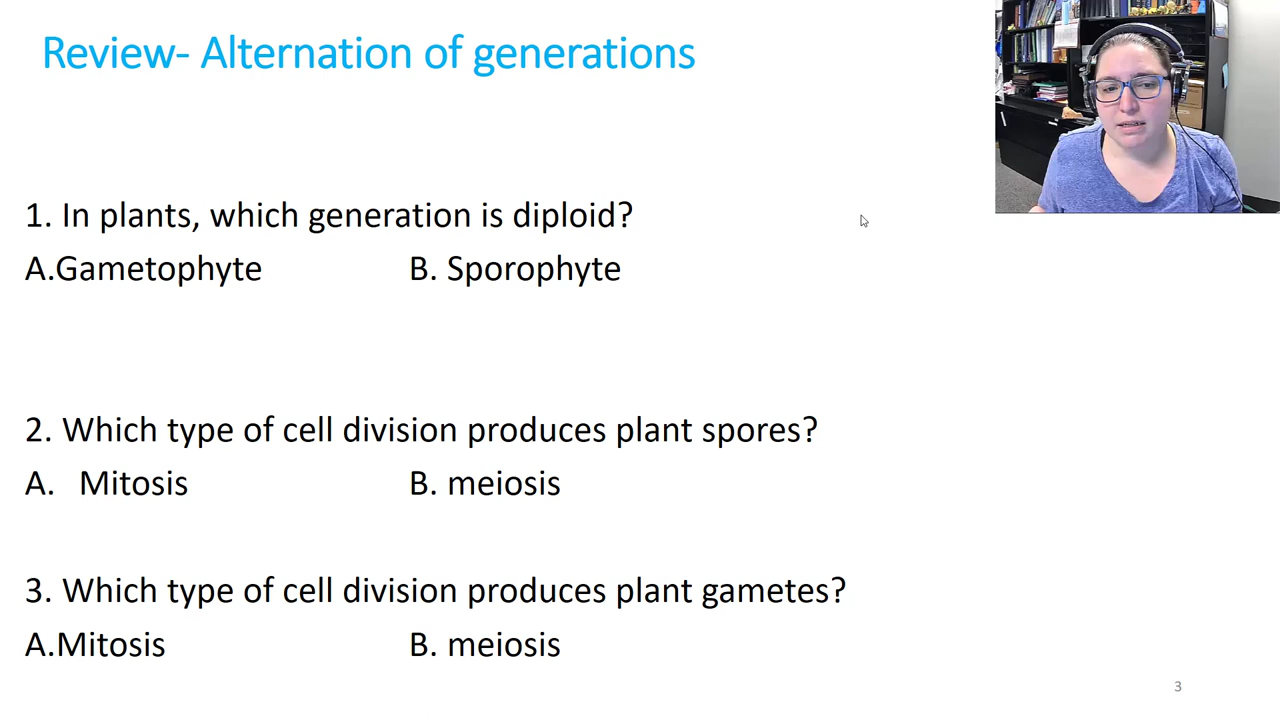 Review- Alternation of generations
1. In plants, which generation is diploid?
A.Gametophyte B. Sporophyte
2. Which type of cell division produces plant spores?
A. Mitosis B. meiosis
3. Which type of cell division produces plant gametes?
A.Mitosis B. meiosis
3